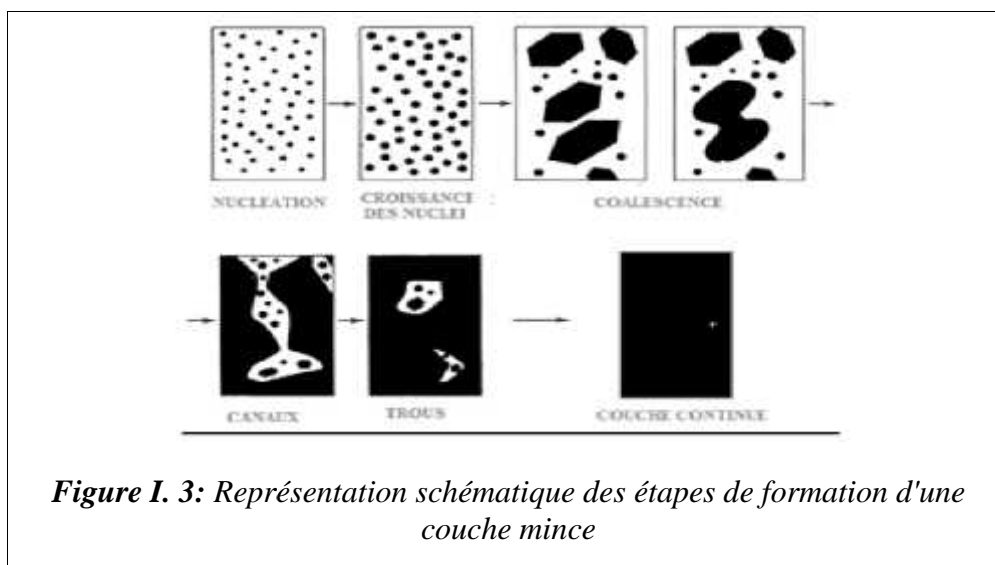 NUCLEATION
CROISSANCE
DES NUCLEI
COALESCENCE
CANAUX
TROUS
COUCHE CONTINUE
Figure I. 3: Représentation schématique des étapes de formation d'une
couche mince